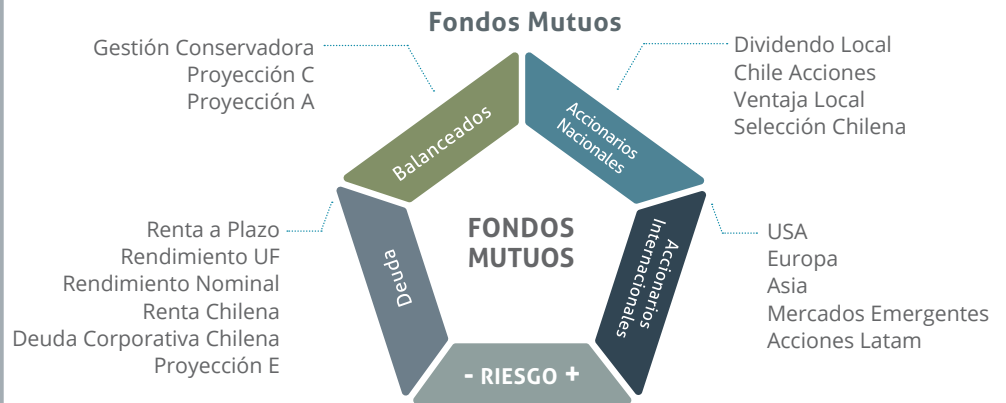 Fondos Mutuos
Gestión Conservadora
Proyección C
Proyección A
Dividendo Local
Chile Acciones
Ventaja Local
Selección Chilena
Balanceados
Accionarios
Nacionales
Renta a Plazo
Rendimiento UF
Rendimiento Nominal
Renta Chilena
Deuda Corporativa Chilena
Proyección E
Deuda
FONDOS
MUTUOS
Accionarios
Internacionales
USA
Europa
Asia
Mercados Emergentes
Acciones Latam
- RIESGO +